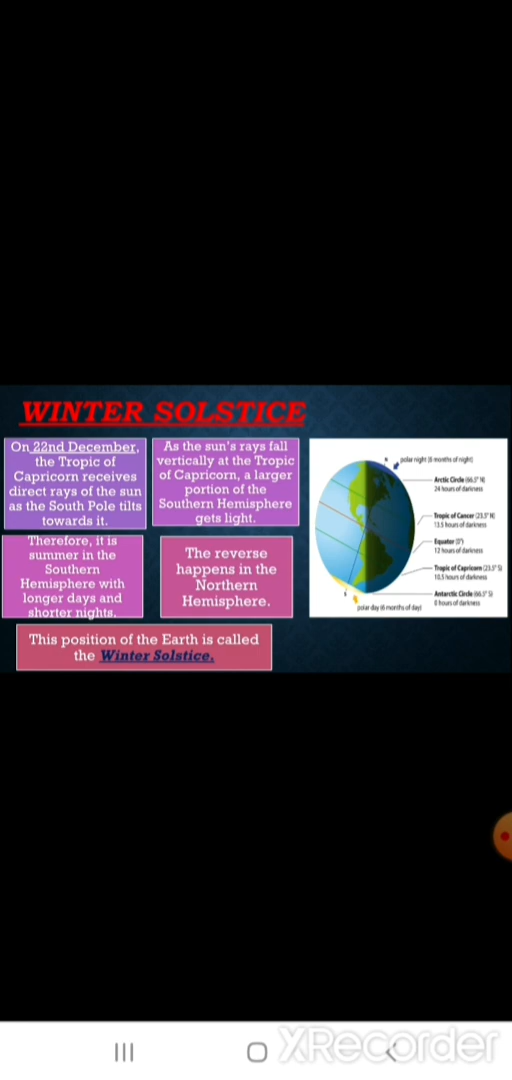 WINTER SOLSTICE
On 22nd December,
the Tropic of
Capricorn receives
direct rays of the sun
as the South Pole tilts
towards it.
As the sun's rays fall
vertically at the Tropic
of Capricorn, a larger
portion of the
Southern Hemisphere
gets light.
Therefore, it is
summer in the
Southern
Hemisphere with
longer days and
shorter nights.
The reverse
happens in the
Northern
Hemisphere.
This position of the Earth is called
the Winter Solstice.
N
polar night (6 months of night)
Arctic Circle (66.5° N)
24 hours of darkness
Tropic of Cancer (23.5° N)
13.5 hours of darkness
Equator (0°)
12 hours of darkness
Tropic of Capricorn (23.5° S)
10.5 hours of darkness
Antarctic Circle (66.5° S)
0 hours of darkness
S
polar day (6 months of day)
XRecorder